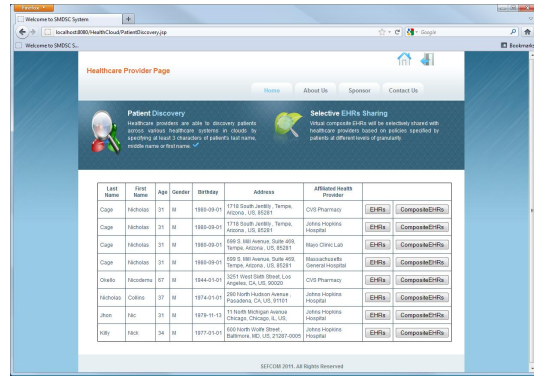 Firefox
Welcome to SMDSC System
localhost:8080/HealthCloud/PatientDiscovery.jsp
Google
Welcome to SMDSC S...
Bookmarks
Healthcare Provider Page
Home About Us Sponsor Contact Us
Patient Discovery
Healthcare providers are able to discovery patients
across various healthcare systems in clouds by
specifying at least 3 characters of patient's last name,
middle name or first name.
Selective EHRs Sharing
Virtual composite EHRs will be selectively shared with
healthcare providers based on policies specified by
patients at different levels of granularity.
Last Name First Name Age Gender Birthday Address Affiliated Health Provider
Cage Nicholas 31 M 1980-09-01 1718 South Jentilly, Tempe, Arizona, US, 85281 CVS Pharmacy EHRs CompositeEHRs
Cage Nicholas 31 M 1980-09-01 1718 South Jentilly, Tempe, Arizona, US, 85281 Johns Hopkins Hospital EHRs CompositeEHRs
Cage Nicholas 31 M 1980-09-01 699 S. Mill Avenue, Suite 469, Tempe, Arizona, US, 85281 Mayo Clinic Lab EHRs CompositeEHRs
Cage Nicholas 31 M 1980-09-01 699 S. Mill Avenue, Suite 469, Tempe, Arizona, US, 85281 Massachusetts General Hospital EHRs CompositeEHRs
Nicodemu 67 M 1944-01-01 3251 West Sixth Street, Los Angeles, CA, US, 90020 CVS Pharmacy EHRs CompositeEHRs
Nicholas Collins 37 M 1974-01-01 290 North Hudson Avenue, Pasadena, CA, US, 91101 Johns Hopkins Hospital EHRs CompositeEHRs
Jhon Nic 31 M 1979-11-13 11 North Michigan Avenue Chicago, Chicago, IL, US, Johns Hopkins Hospital EHRs CompositeEHRs
Kitty Nick 34 M 1977-01-01 600 North Wolfe Street, Baltimore, MD, US, 21287-0005 Johns Hopkins Hospital EHRs CompositeEHRs
SEFCOM 2011. All Rights Reserved